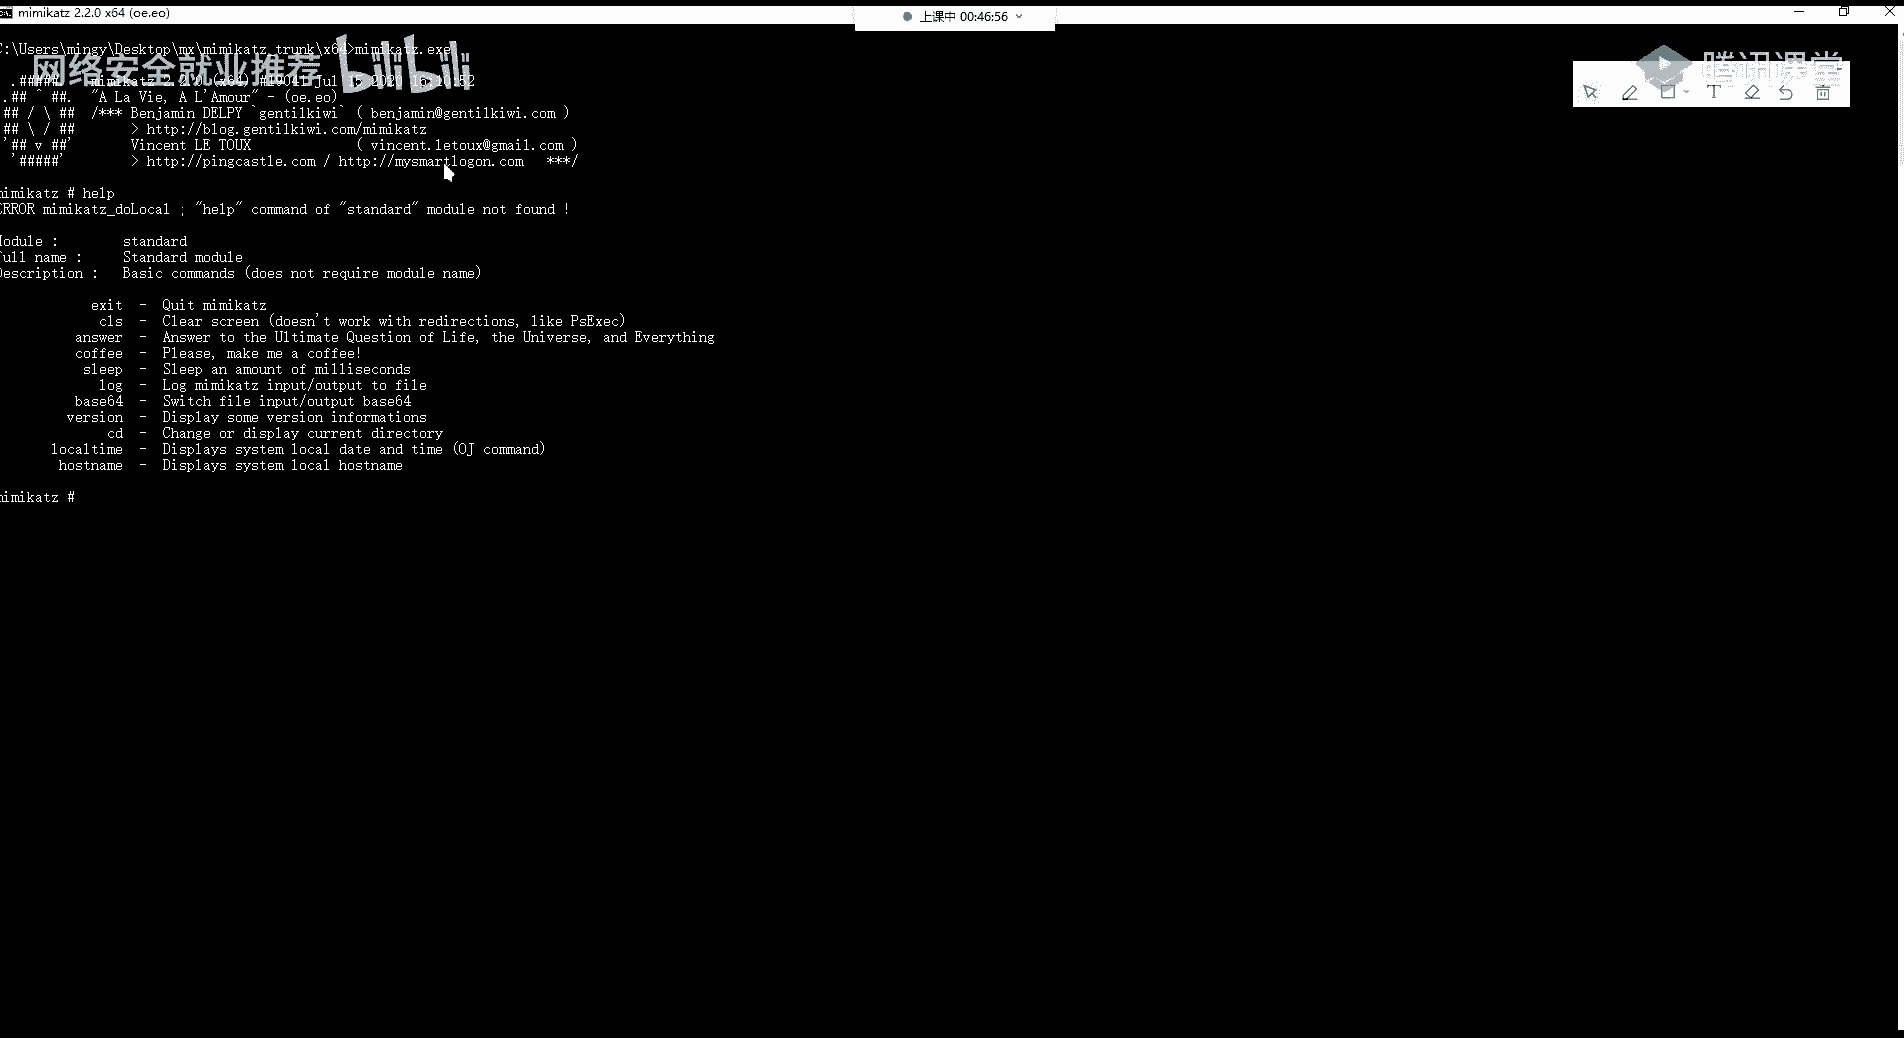 mimikatz 2.2.0 x64 (oe.eo)
上课中 00:46:56
C:\Users\mingy\Desktop\mx\mimikatz_trunk\x64>mimikatz.exe
网络安全就业推荐 bilibili
腾讯课堂
.#####. mimikatz 2.2.0 (x64) #19041 Jul 15 2020 16:10:52
.## ^ ##. "A La Vie, A L'Amour" - (oe.eo)
## / \ ## /*** Benjamin DELPY `gentilkiwi` ( benjamin@gentilkiwi.com )
## \ / ## > http://blog.gentilkiwi.com/mimikatz
'## v ##' Vincent LE TOUX ( vincent.letoux@gmail.com )
'#####' > http://pingcastle.com / http://mysmartlogon.com ***/
T
mimikatz # help
ERROR mimikatz_doLocal ; "help" command of "standard" module not found !
Module : standard
Full name : Standard module
Description : Basic commands (does not require module name)
exit - Quit mimikatz
cls - Clear screen (doesn't work with redirections, like PsExec)
answer - Answer to the Ultimate Question of Life, the Universe, and Everything
coffee - Please, make me a coffee!
sleep - Sleep an amount of milliseconds
log - Log mimikatz input/output to file
base64 - Switch file input/output base64
version - Display some version informations
cd - Change or display current directory
localtime - Displays system local date and time (OJ command)
hostname - Displays system local hostname
mimikatz #